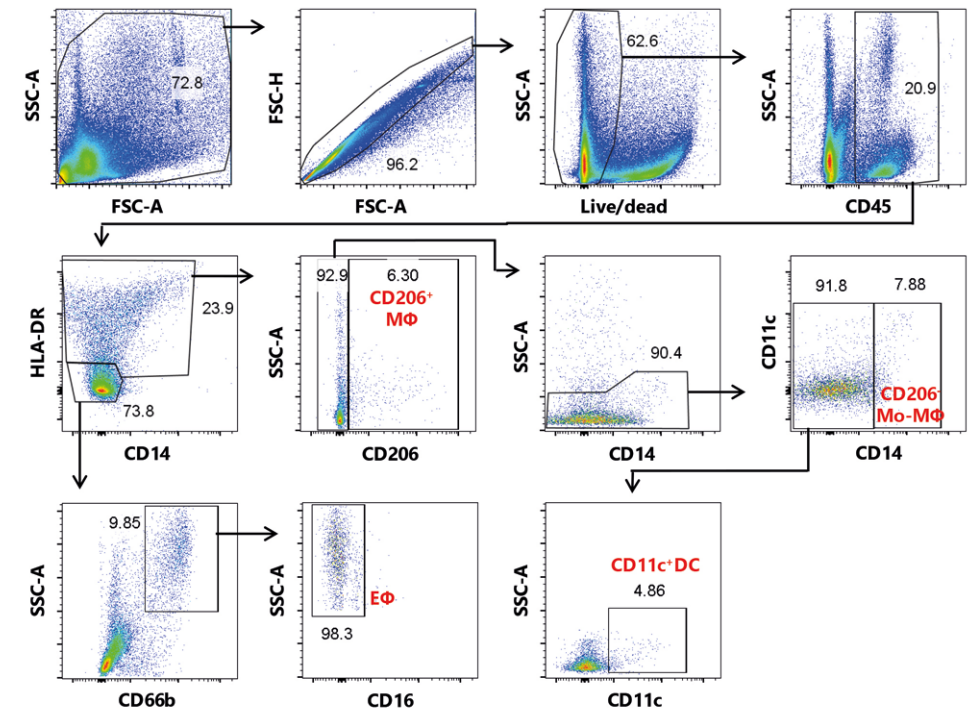 SSC-A
72.8
FSC-A
FSC-H
96.2
FSC-A
SSC-A
62.6
Live/dead
SSC-A
20.9
CD45
HLA-DR
23.9
73.8
CD14
SSC-A
92.9
6.30
CD206⁺
MΦ
CD206
SSC-A
90.4
CD14
CD11c
91.8
7.88
CD206⁻
Mo-MΦ
CD14
SSC-A
9.85
CD66b
SSC-A
EΦ
98.3
CD16
SSC-A
CD11c⁺DC
4.86
CD11c